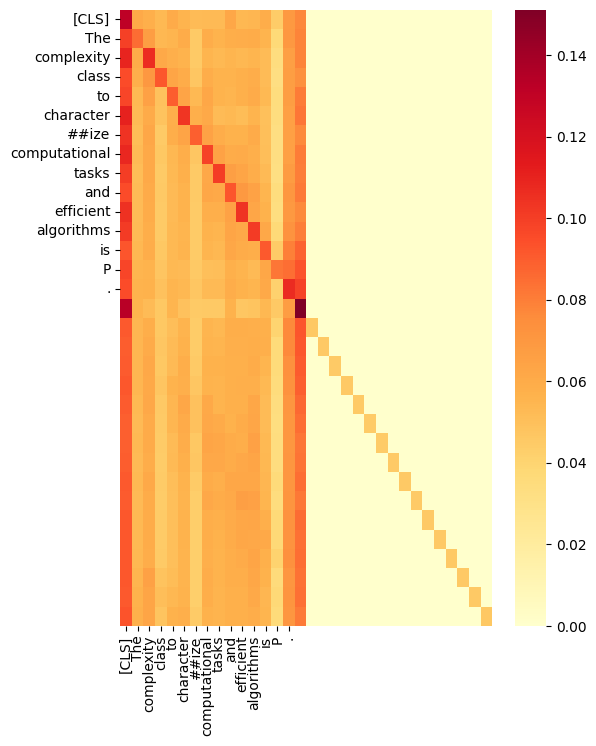 [CLS]
The
complexity
class
to
character
##ize
computational
tasks
and
efficient
algorithms
is
P
.
0.14
0.12
0.10
0.08
0.06
0.04
0.02
0.00
[CLS]
The
complexity
class
to
character
##ize
computational
tasks
and
efficient
algorithms
is
P
.